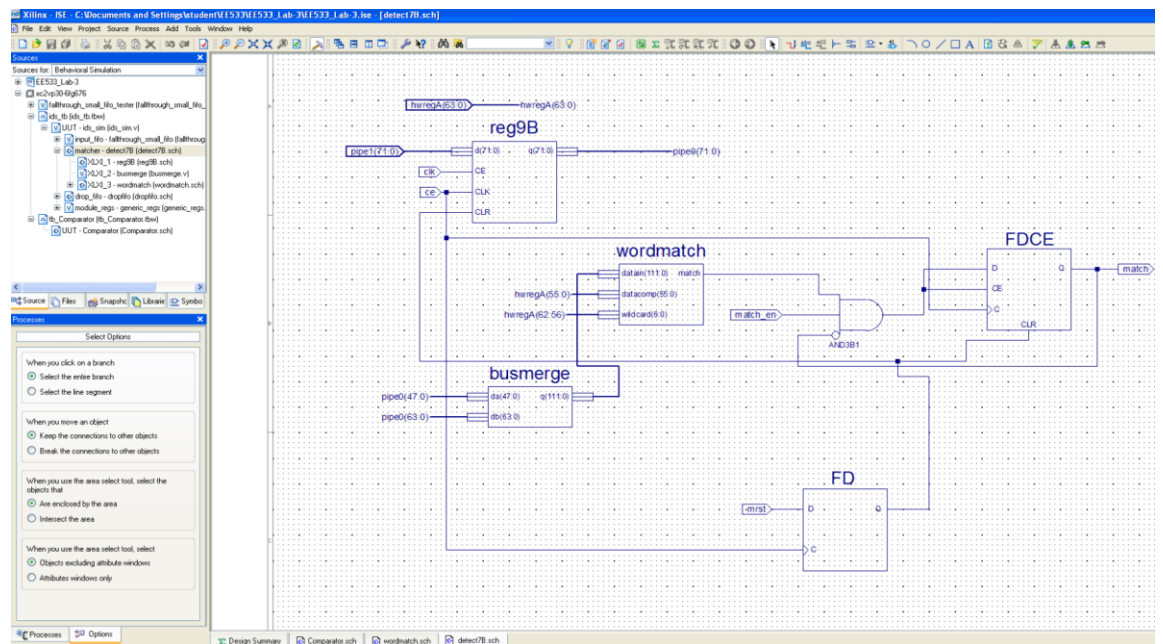 Xilinx - ISE - C:\Documents and Settings\student\EE533\EE533_Lab-3\EE533_Lab-3.ise - [detect7B.sch]
File Edit View Project Source Process Add Tools Window Help
Sources
Sources for: Behavioral Simulation
EE533_Lab-3
xc2vp30-6fg676
fallthrough_small_fifo_tester (fallthrough_small_fifo_
ids_tb (ids_tb.tbw)
UUT - ids_sim (ids_sim.v)
input_fifo - fallthrough_small_fifo (fallthroug
matcher - detect7B (detect7B.sch)
XLXI_1 - reg9B (reg9B.sch)
XLXI_2 - busmerge (busmerge.v)
XLXI_3 - wordmatch (wordmatch.sch)
drop_fifo - dropfifo (dropfifo.sch)
module_regs - generic_regs (generic_regs.
tb_Comparator (tb_Comparator.tbw)
UUT - Comparator (Comparator.sch)
Source Files Snapshc Librarie Symbo
Processes
Select Options
When you click on a branch
Select the entire branch
Select the line segment
When you move an object
Keep the connections to other objects
Break the connections to other objects
When you use the area select tool, select the
objects that
Are enclosed by the area
Intersect the area
When you use the area select tool, select
Objects excluding attribute windows
Attributes windows only
Processes Options
hwregA(63:0) hwregA(63:0)
reg9B
pipe1(71:0) d(71:0) q(71:0) pipe0(71:0)
clk CE
ce CLK
CLR
wordmatch
datain(111:0) match
hwregA(55:0) datacomp(55:0)
hwregA(62:56) wildcard(6:0)
match_en
AND3B1
FDCE
D Q match
CE
C
CLR
busmerge
pipe0(47:0) da(47:0) q(111:0)
pipe0(63:0) db(63:0)
FD
mrst D Q
C
Design Summary Comparator.sch wordmatch.sch detect7B.sch